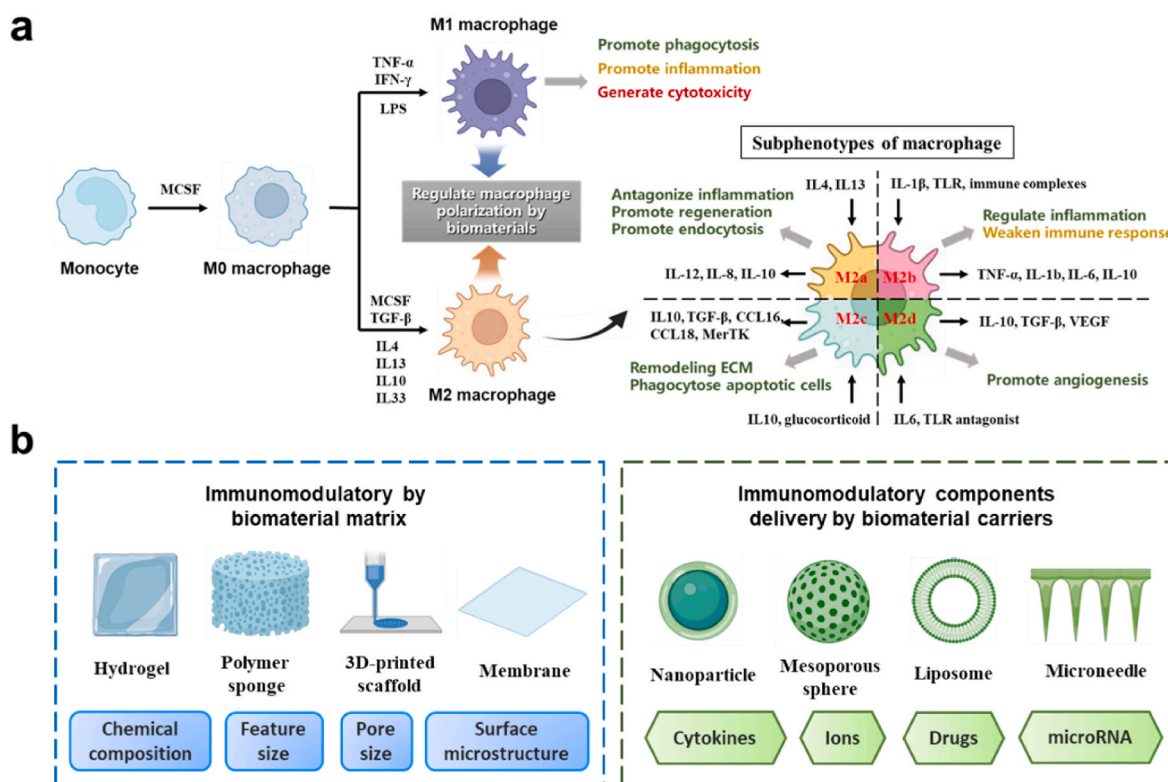 a
M1 macrophage
TNF-α
IFN-γ
LPS
Promote phagocytosis
Promote inflammation
Generate cytotoxicity
Monocyte
MCSF
M0 macrophage
Regulate macrophage
polarization by
biomaterials
MCSF
TGF-β
IL4
IL13
IL10
IL33
M2 macrophage
Subphenotypes of macrophage
IL4, IL13
IL-1β, TLR, immune complexes
Antagonize inflammation
Promote regeneration
Promote endocytosis
Regulate inflammation
Weaken immune response
IL-12, IL-8, IL-10
M2a
M2b
TNF-α, IL-1b, IL-6, IL-10
IL10, TGF-β, CCL16,
CCL18, MerTK
M2c
M2d
IL-10, TGF-β, VEGF
Remodeling ECM
Phagocytose apoptotic cells
Promote angiogenesis
IL10, glucocorticoid
IL6, TLR antagonist
b
Immunomodulatory by
biomaterial matrix
Hydrogel
Polymer
sponge
3D-printed
scaffold
Membrane
Chemical
composition
Feature
size
Pore
size
Surface
microstructure
Immunomodulatory components
delivery by biomaterial carriers
Nanoparticle
Mesoporous
sphere
Liposome
Microneedle
Cytokines
Ions
Drugs
microRNA